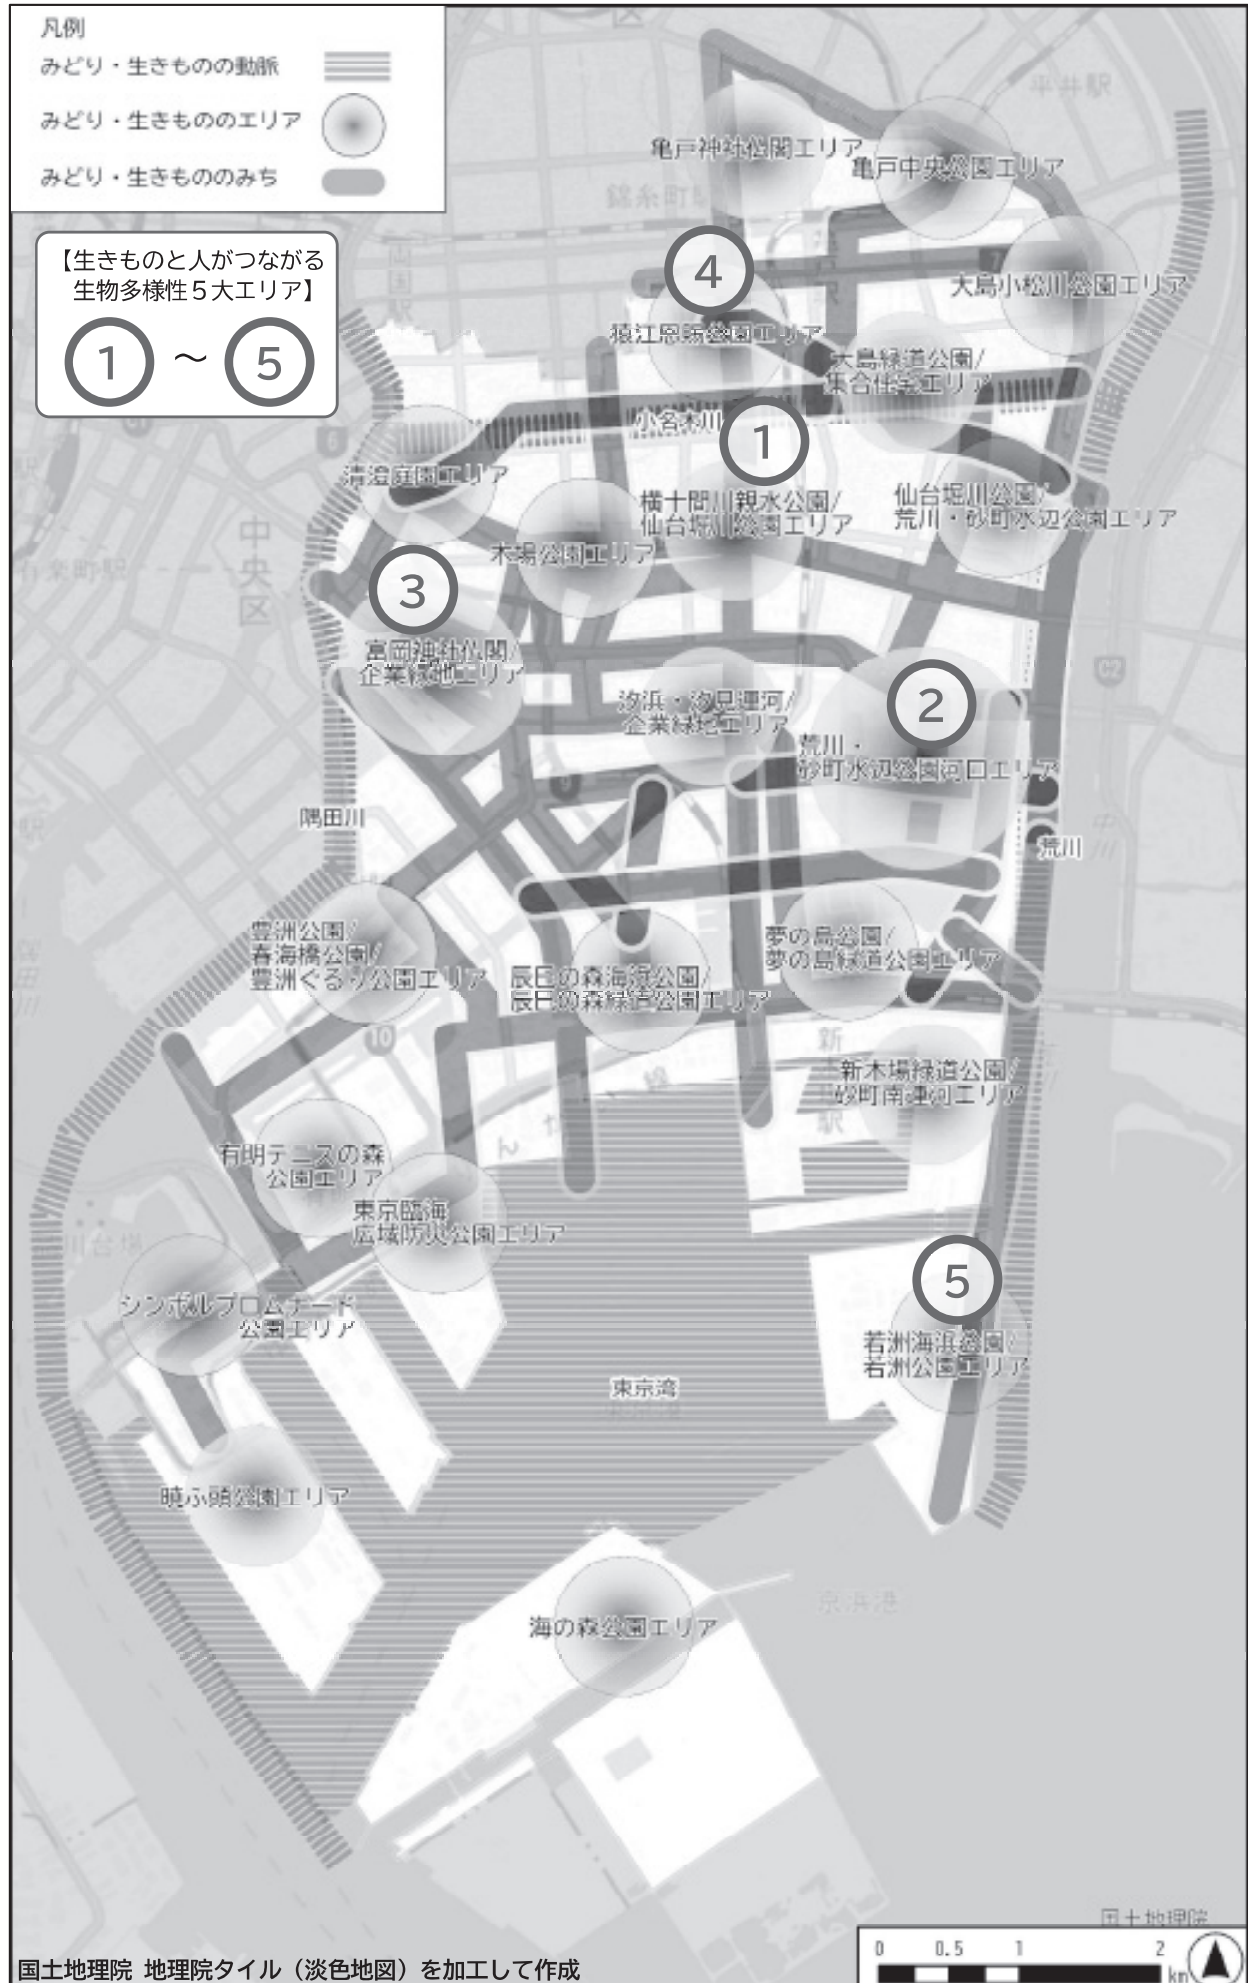 凡例
みどり・生きものの動脈
みどり・生きもののエリア
みどり・生きもののみち
【生きものと人がつながる
生物多様性5大エリア】
1 ～ 5
平井駅
亀戸神社仏閣エリア
亀戸中央公園エリア
錦糸町駅
4
大島小松川公園エリア
猿江恩賜公園エリア
大島緑道公園/
集合住宅エリア
小名木川
1
清澄庭園エリア
横十間川親水公園/
仙台堀川公園エリア
仙台堀川公園/
荒川・砂町水辺公園エリア
木場公園エリア
中央区
有楽町駅
3
富岡神社仏閣/
企業緑地エリア
C2
汐浜・汐見運河/
企業緑地エリア
2
荒川・
砂町水辺公園河口エリア
隅田川
荒川
豊洲公園/
春海橋公園/
豊洲ぐるり公園エリア
辰巳の森海浜公園/
辰巳の森緑道公園エリア
夢の島公園/
夢の島緑道公園エリア
10
新木場緑道公園/
砂町南運河エリア
有明テニスの森
公園エリア
東京臨海
広域防災公園エリア
シンボルプロムナード
公園エリア
5
若洲海浜公園/
若洲公園エリア
東京湾
暁ふ頭公園エリア
海の森公園エリア
京浜港
国土地理院
0 0.5 1 2
km
国土地理院 地理院タイル（淡色地図）を加工して作成